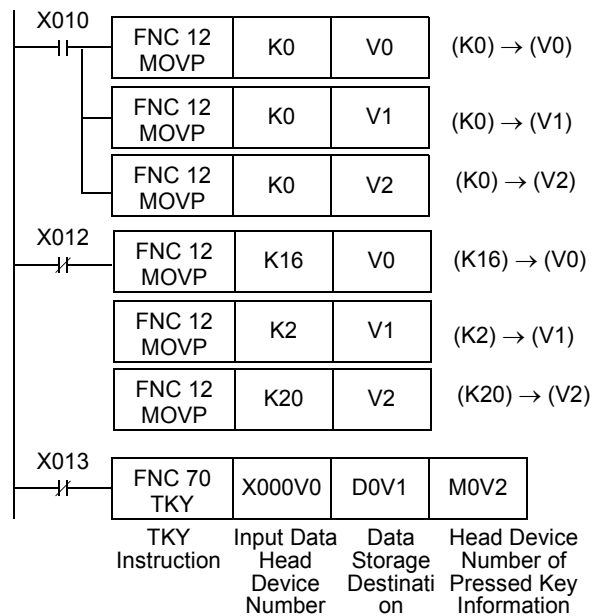 X010
FNC 12 MOVP K0 V0 (K0) → (V0)
FNC 12 MOVP K0 V1 (K0) → (V1)
FNC 12 MOVP K0 V2 (K0) → (V2)
X012
FNC 12 MOVP K16 V0 (K16) → (V0)
FNC 12 MOVP K2 V1 (K2) → (V1)
FNC 12 MOVP K20 V2 (K20) → (V2)
X013
FNC 70 TKY X000V0 D0V1 M0V2
TKY Instruction
Input Data Head Device Number
Data Storage Destinati on
Head Device Number of Pressed Key Information